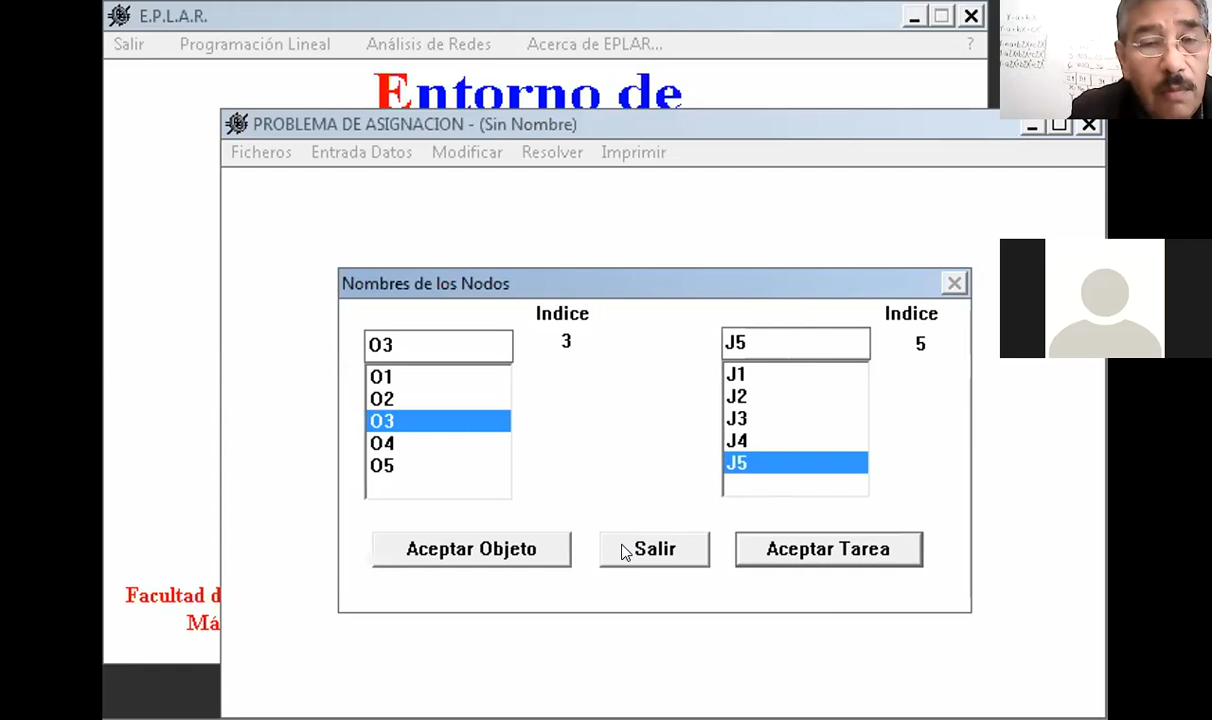 E.P.L.A.R.
Salir Programación Lineal Análisis de Redes Acerca de EPLAR... ?
Entorno de
PROBLEMA DE ASIGNACION - (Sin Nombre)
Ficheros Entrada Datos Modificar Resolver Imprimir
Nombres de los Nodos
Indice Indice
O3 3 J5 5
O1 J1
O2 J2
O3 J3
O4 J4
O5 J5
Aceptar Objeto Salir Aceptar Tarea
Facultad d
Má